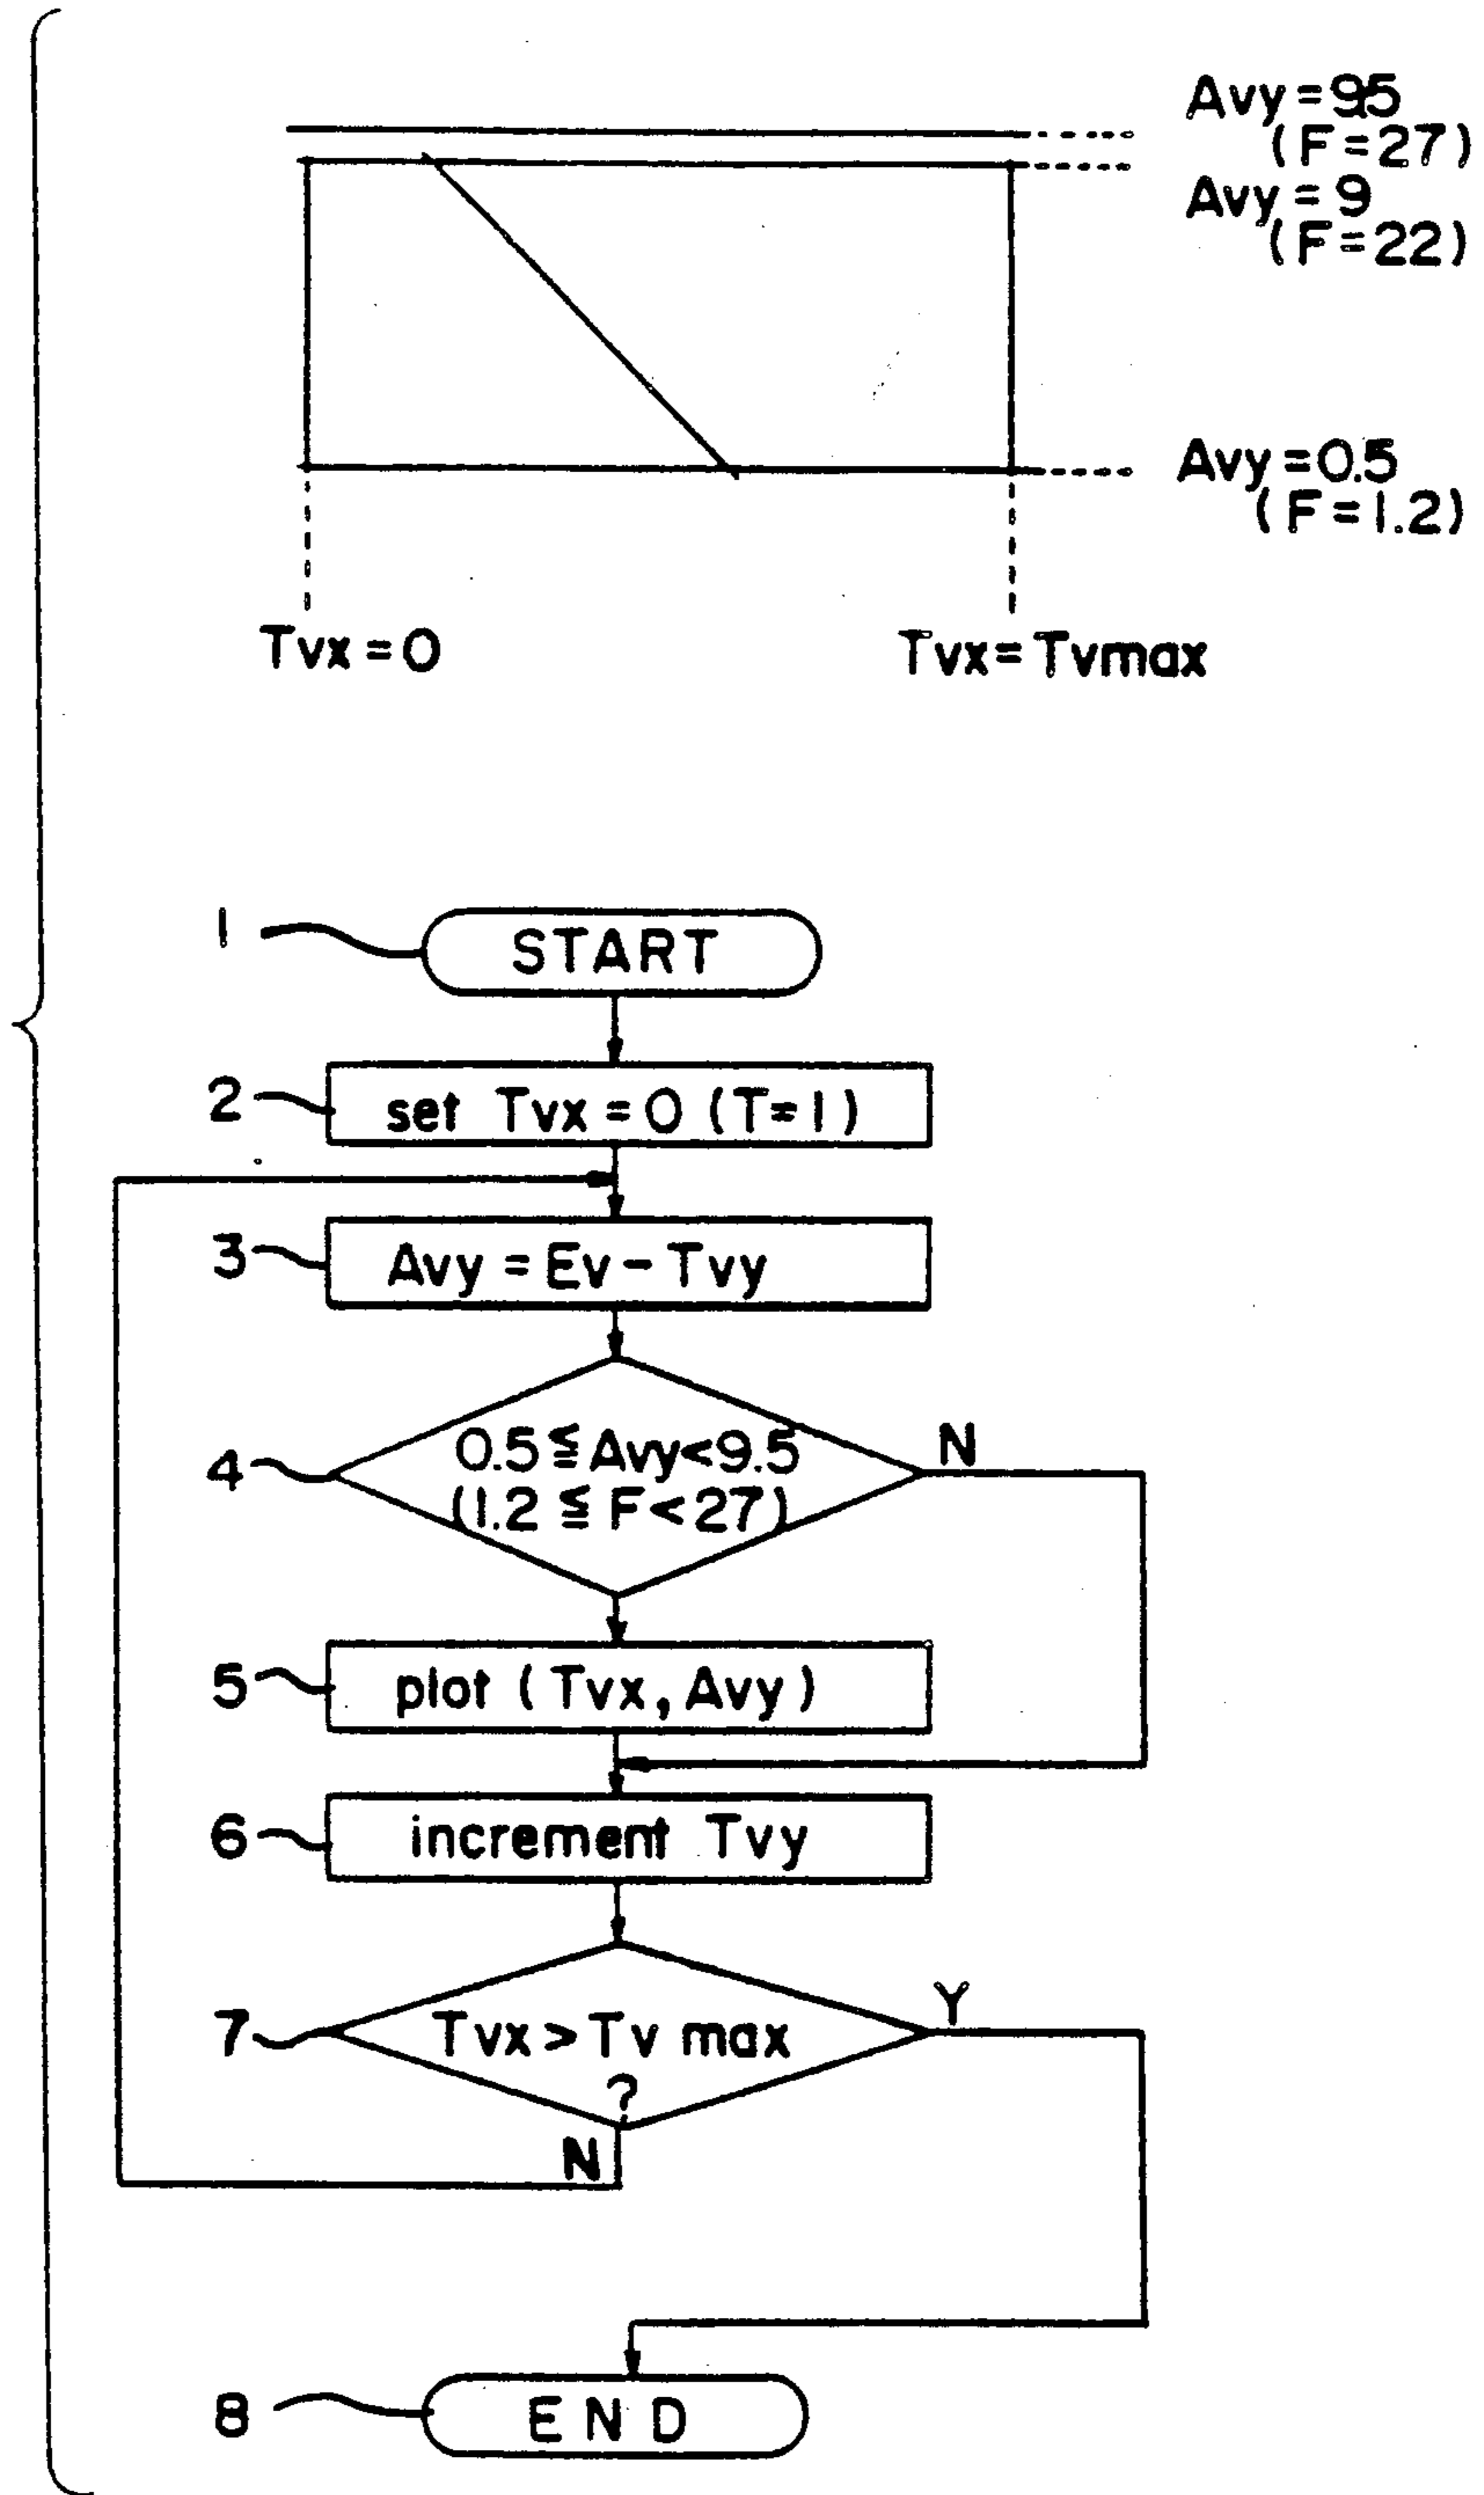 Avy=95
(F=27)
Avy=9
(F=22)
Avy=0.5
(F=1.2)
Tvx=0
Tvx=Tvmax
1
START
2
set Tvx=0 (T=1)
3
Avy=Ev-Tvy
4
0.5≦Avy<9.5
(1.2≦F<27)
N
5
plot (Tvx, Avy)
6
increment Tvy
7
Tvx>Tv max
?
Y
N
8
END